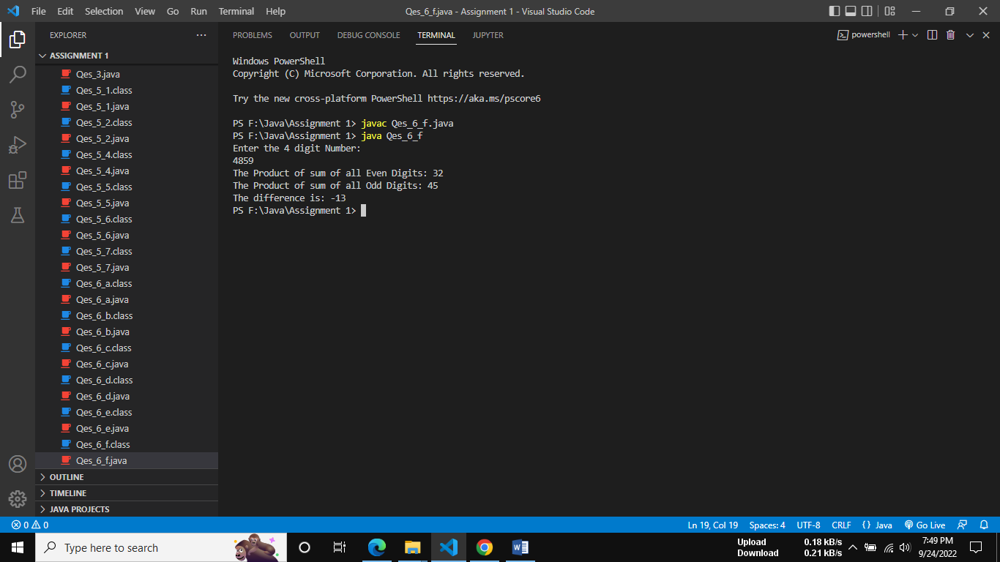 File Edit Selection View Go Run Terminal Help
Qes_6_f.java - Assignment 1 - Visual Studio Code
EXPLORER
ASSIGNMENT 1
Qes_3.java
Qes_5_1.class
Qes_5_1.java
Qes_5_2.class
Qes_5_2.java
Qes_5_4.class
Qes_5_4.java
Qes_5_5.class
Qes_5_5.java
Qes_5_6.class
Qes_5_6.java
Qes_5_7.class
Qes_5_7.java
Qes_6_a.class
Qes_6_a.java
Qes_6_b.class
Qes_6_b.java
Qes_6_c.class
Qes_6_c.java
Qes_6_d.class
Qes_6_d.java
Qes_6_e.class
Qes_6_e.java
Qes_6_f.class
Qes_6_f.java
OUTLINE
TIMELINE
JAVA PROJECTS
PROBLEMS OUTPUT DEBUG CONSOLE TERMINAL JUPYTER
powershell
Windows PowerShell
Copyright (C) Microsoft Corporation. All rights reserved.
Try the new cross-platform PowerShell https://aka.ms/pscore6
PS F:\Java\Assignment 1> javac Qes_6_f.java
PS F:\Java\Assignment 1> java Qes_6_f
Enter the 4 digit Number:
4859
The Product of sum of all Even Digits: 32
The Product of sum of all Odd Digits: 45
The difference is: -13
PS F:\Java\Assignment 1>
0 0
Ln 19, Col 19 Spaces: 4 UTF-8 CRLF {} Java Go Live
Type here to search
Upload 0.18 kB/s
Download 0.21 kB/s
7:49 PM
9/24/2022